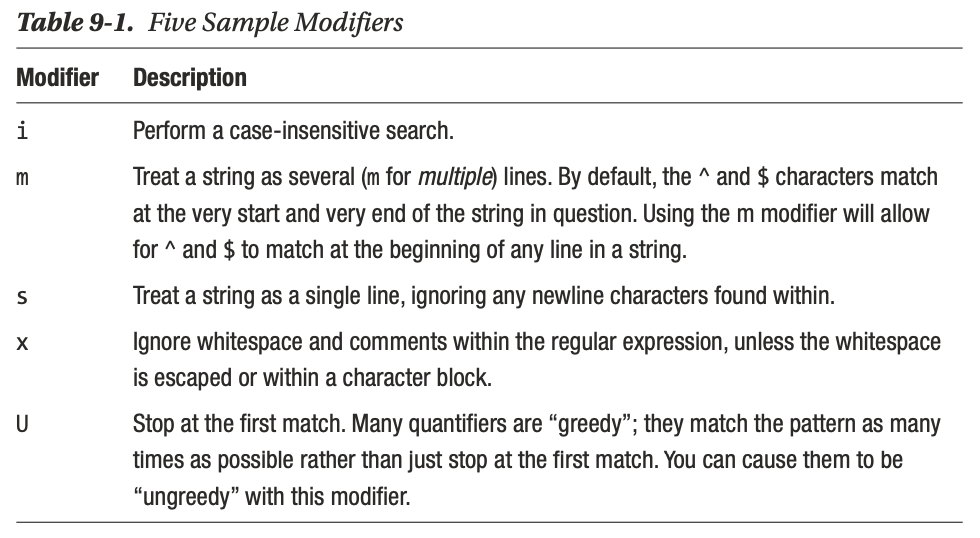 Table 9-1. Five Sample Modifiers
Modifier Description
i Perform a case-insensitive search.
m Treat a string as several (m for multiple) lines. By default, the ^ and $ characters match
at the very start and very end of the string in question. Using the m modifier will allow
for ^ and $ to match at the beginning of any line in a string.
s Treat a string as a single line, ignoring any newline characters found within.
x Ignore whitespace and comments within the regular expression, unless the whitespace
is escaped or within a character block.
U Stop at the first match. Many quantifiers are “greedy”; they match the pattern as many
times as possible rather than just stop at the first match. You can cause them to be
“ungreedy” with this modifier.